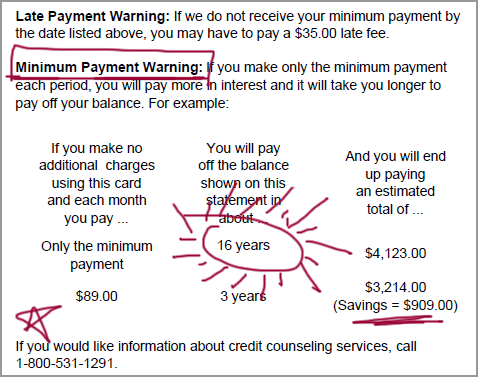 Late Payment Warning: If we do not receive your minimum payment by
the date listed above, you may have to pay a $35.00 late fee.
Minimum Payment Warning: If you make only the minimum payment
each period, you will pay more in interest and it will take you longer to
pay off your balance. For example:
If you make no
additional charges
using this card
and each month
you pay ...
You will pay
off the balance
shown on this
statement in
about ...
And you will end
up paying
an estimated
total of ...
Only the minimum
payment
16 years
$4,123.00
$89.00
3 years
$3,214.00
(Savings = $909.00)
If you would like information about credit counseling services, call
1-800-531-1291.